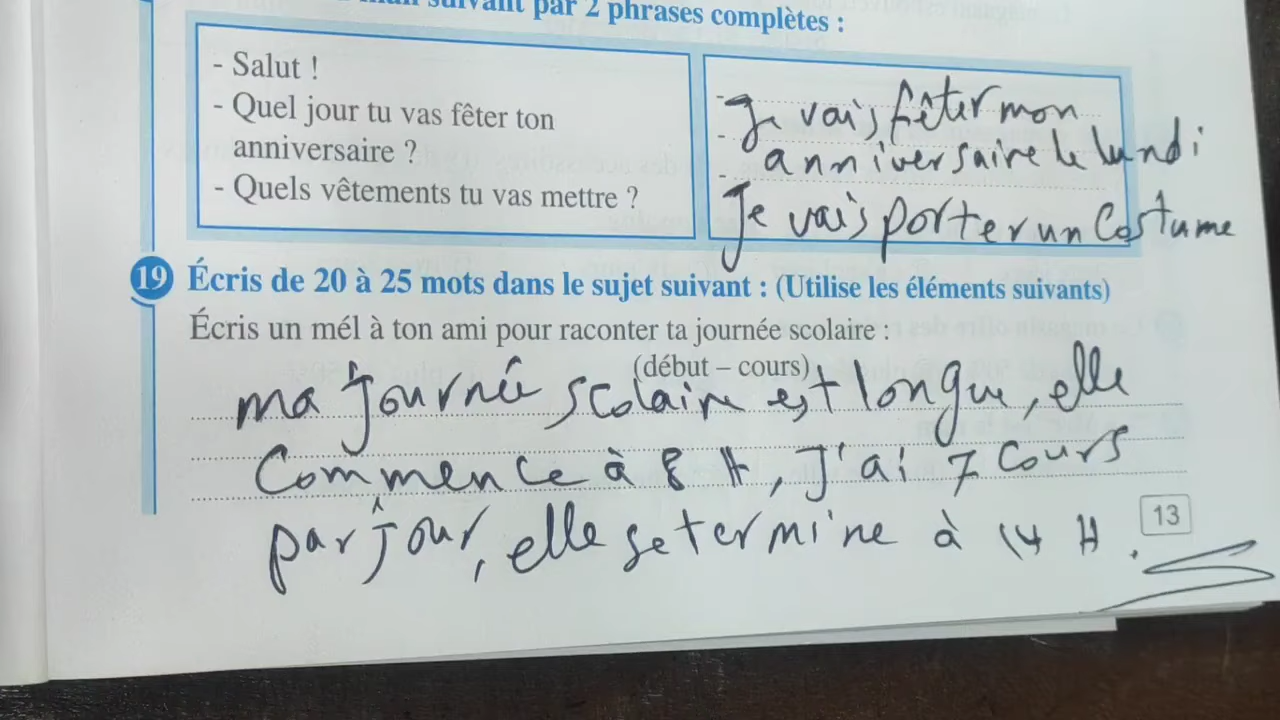 suivant par 2 phrases complètes :
- Salut !
- Quel jour tu vas fêter ton
anniversaire ?
- Quels vêtements tu vas mettre ?
Je vais fêter mon
anniversaire le lundi
Je vais porter un Costume
19 Écris de 20 à 25 mots dans le sujet suivant : (Utilise les éléments suivants)
Écris un mél à ton ami pour raconter ta journée scolaire :
(début – cours)
ma journée scolaire est longue, elle
Commence à 8 H, J'ai 7 cours
par jour, elle se termine à 14 H.
13